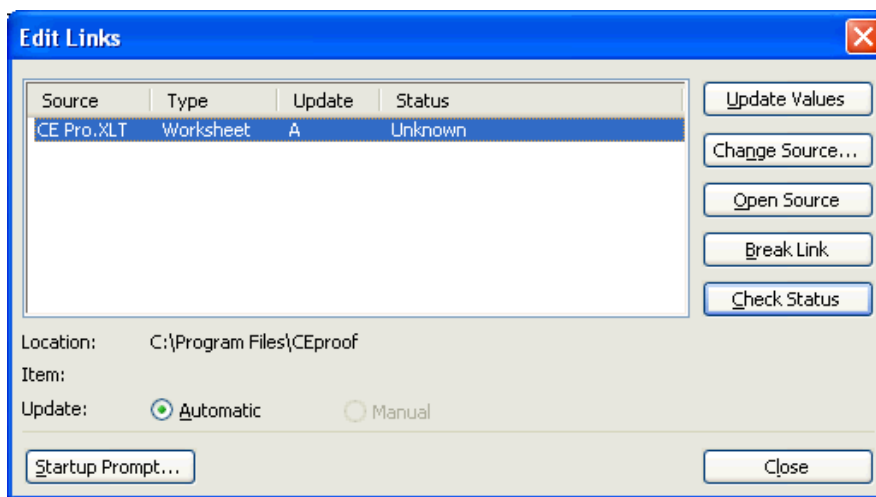 Edit Links
Source Type Update Status
CE Pro.XLT Worksheet A Unknown
Update Values
Change Source...
Open Source
Break Link
Check Status
Location: C:\Program Files\CEproof
Item:
Update: Automatic Manual
Startup Prompt... Close